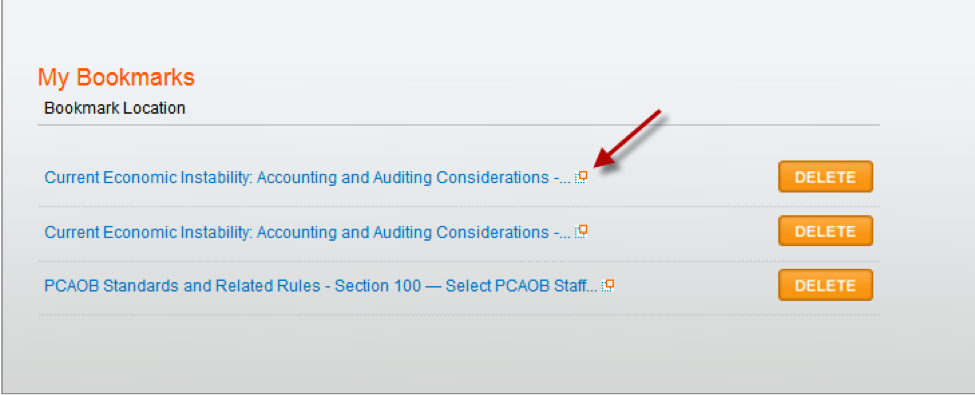 My Bookmarks
Bookmark Location
Current Economic Instability: Accounting and Auditing Considerations -... DELETE
Current Economic Instability: Accounting and Auditing Considerations -... DELETE
PCAOB Standards and Related Rules - Section 100 — Select PCAOB Staff... DELETE